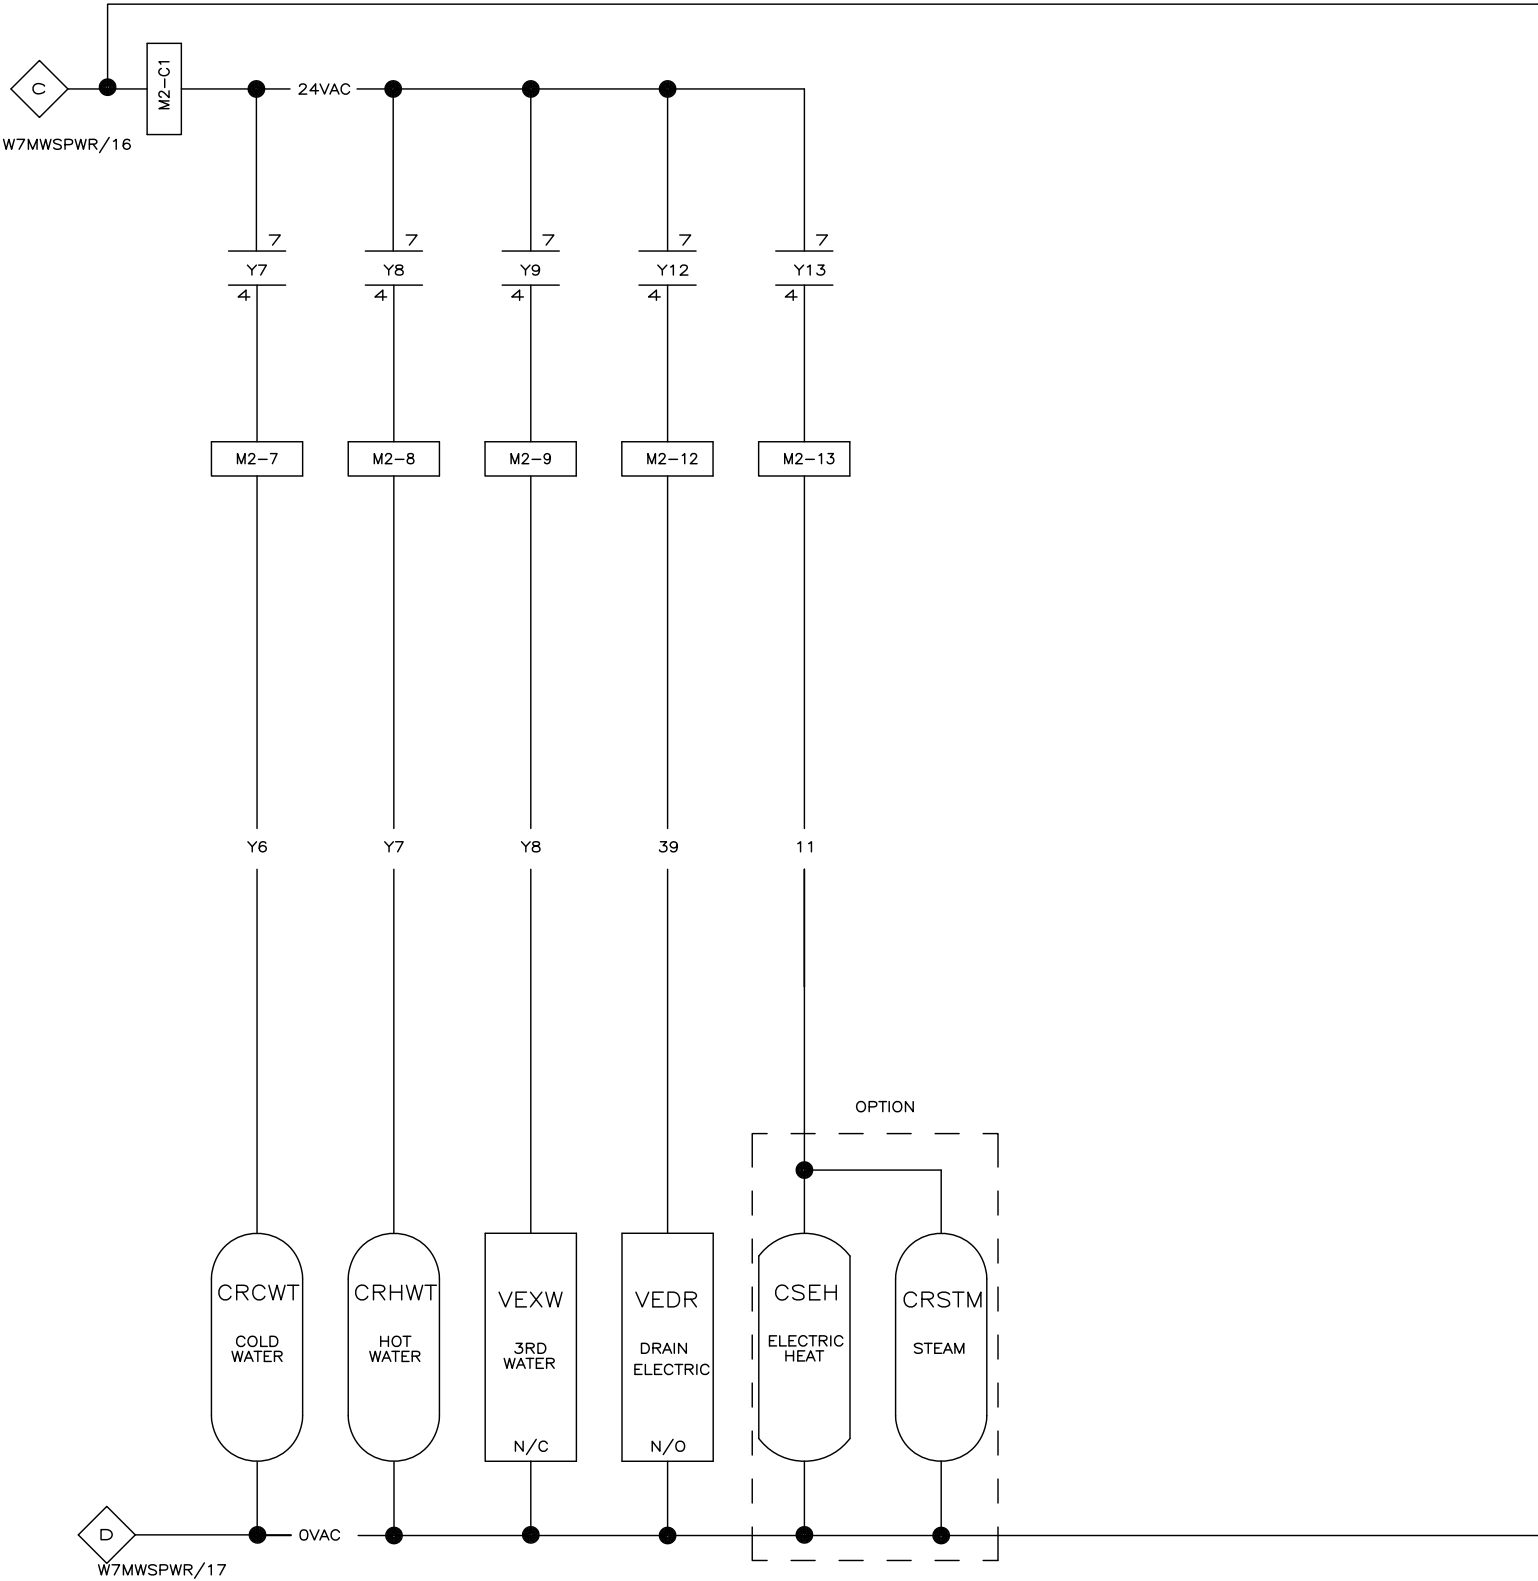 C
M2-C1
24VAC
W7MWSPWR/16
7 7 7 7 7
Y7 Y8 Y9 Y12 Y13
4 4 4 4 4
M2-7 M2-8 M2-9 M2-12 M2-13
Y6 Y7 Y8 39 11
OPTION
CRCWT
COLD
WATER
CRHWT
HOT
WATER
VEXW
3RD
WATER
N/C
VEDR
DRAIN
ELECTRIC
N/O
CSEH
ELECTRIC
HEAT
CRSTM
STEAM
D
0VAC
W7MWSPWR/17